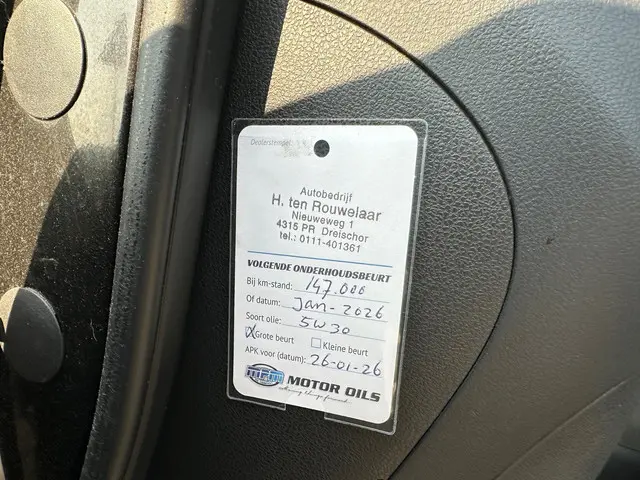 Dealerstempel:
Autobedrijf
H. ten Rouwelaar
Nieuweweg 1
4315 PR Dreischor
tel.: 0111-401361
VOLGENDE ONDERHOUDSBEURT
Bij km-stand: 147.000
Of datum: Jan-2026
Soort olie: 5W30
X Grote beurt Kleine beurt
APK voor (datum): 26-01-26
MOTOR OILS